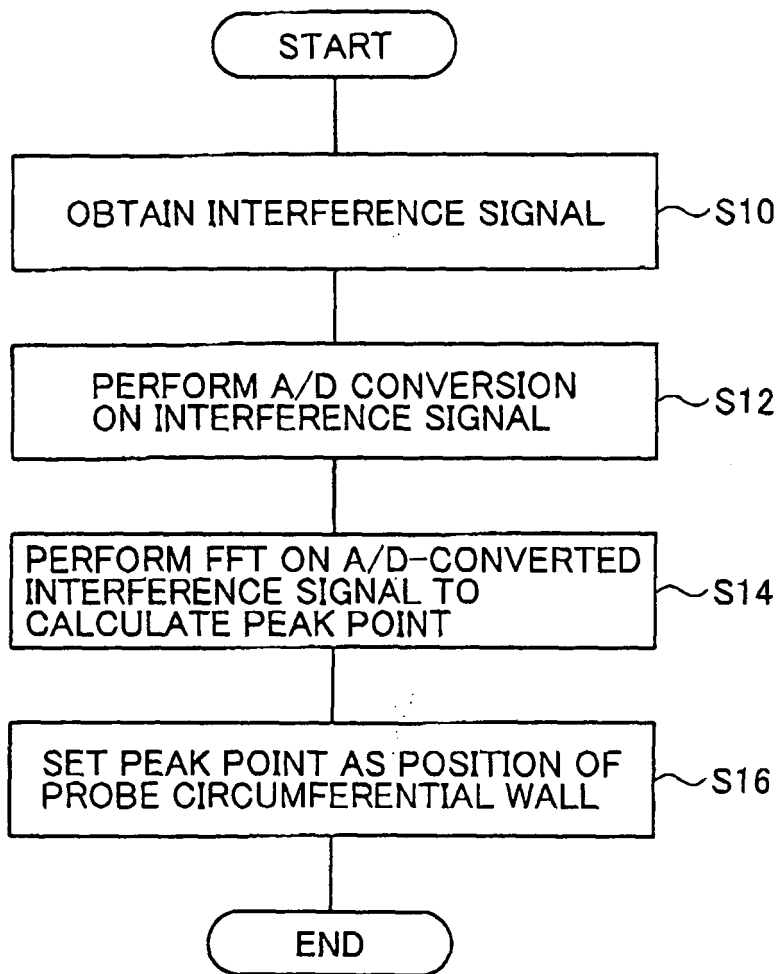 START
OBTAIN INTERFERENCE SIGNAL
S10
PERFORM A/D CONVERSION
ON INTERFERENCE SIGNAL
S12
PERFORM FFT ON A/D-CONVERTED
INTERFERENCE SIGNAL TO
CALCULATE PEAK POINT
S14
SET PEAK POINT AS POSITION OF
PROBE CIRCUMFERENTIAL WALL
S16
END